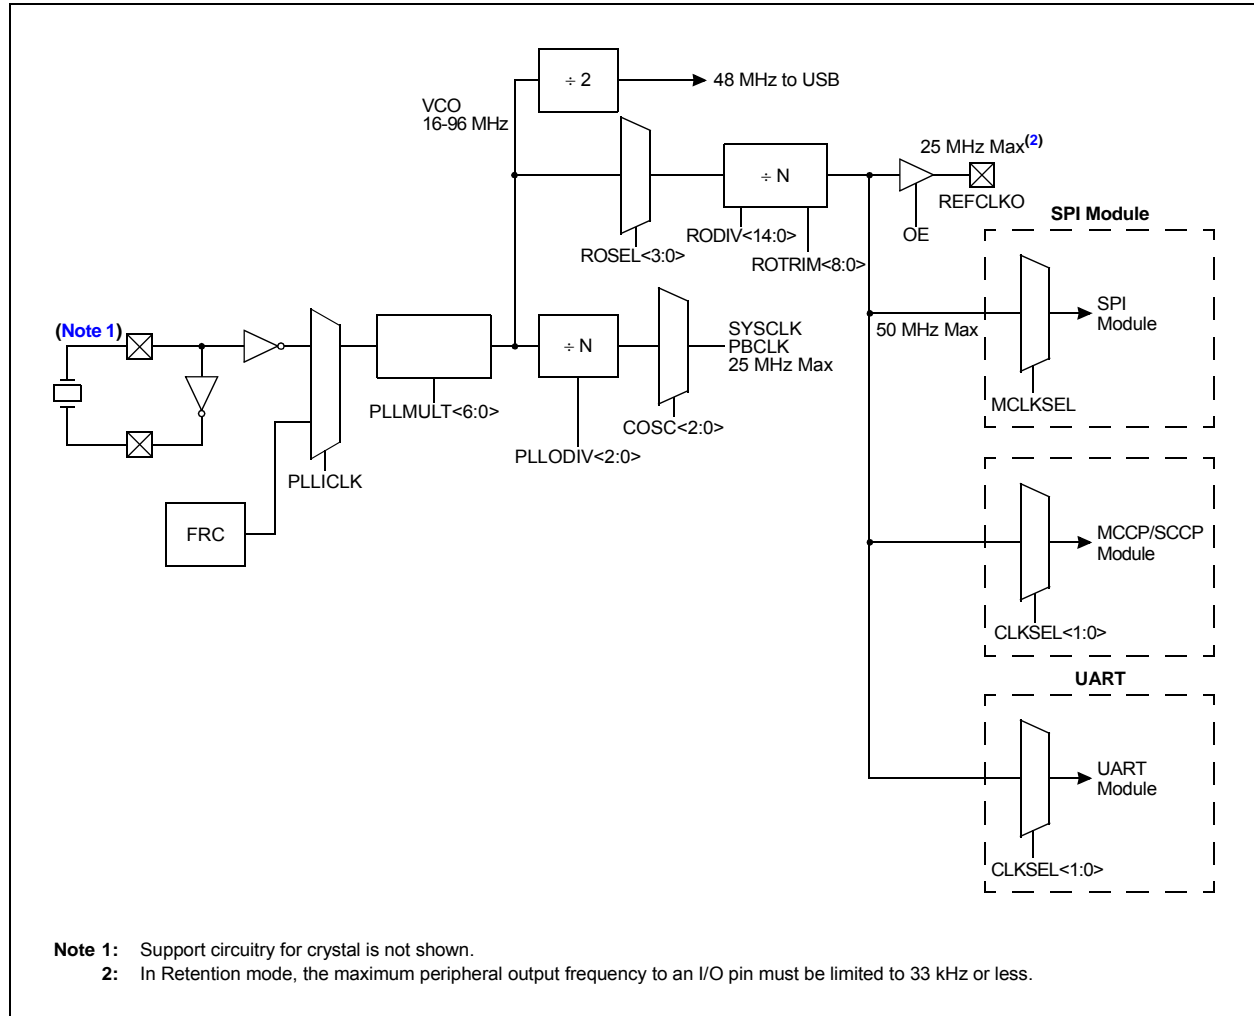 ÷ 2
48 MHz to USB
VCO
16-96 MHz
25 MHz Max(2)
÷ N
REFCLKO
SPI Module
RODIV<14:0>
OE
ROSEL<3:0>
ROTRIM<8:0>
(Note 1)
SPI
Module
SYSCLK
PBCLK
25 MHz Max
50 MHz Max
÷ N
MCLKSEL
PLLMULT<6:0>
COSC<2:0>
PLLODIV<2:0>
PLLICLK
FRC
MCCP/SCCP
Module
CLKSEL<1:0>
UART
UART
Module
CLKSEL<1:0>
Note 1: Support circuitry for crystal is not shown.
2: In Retention mode, the maximum peripheral output frequency to an I/O pin must be limited to 33 kHz or less.